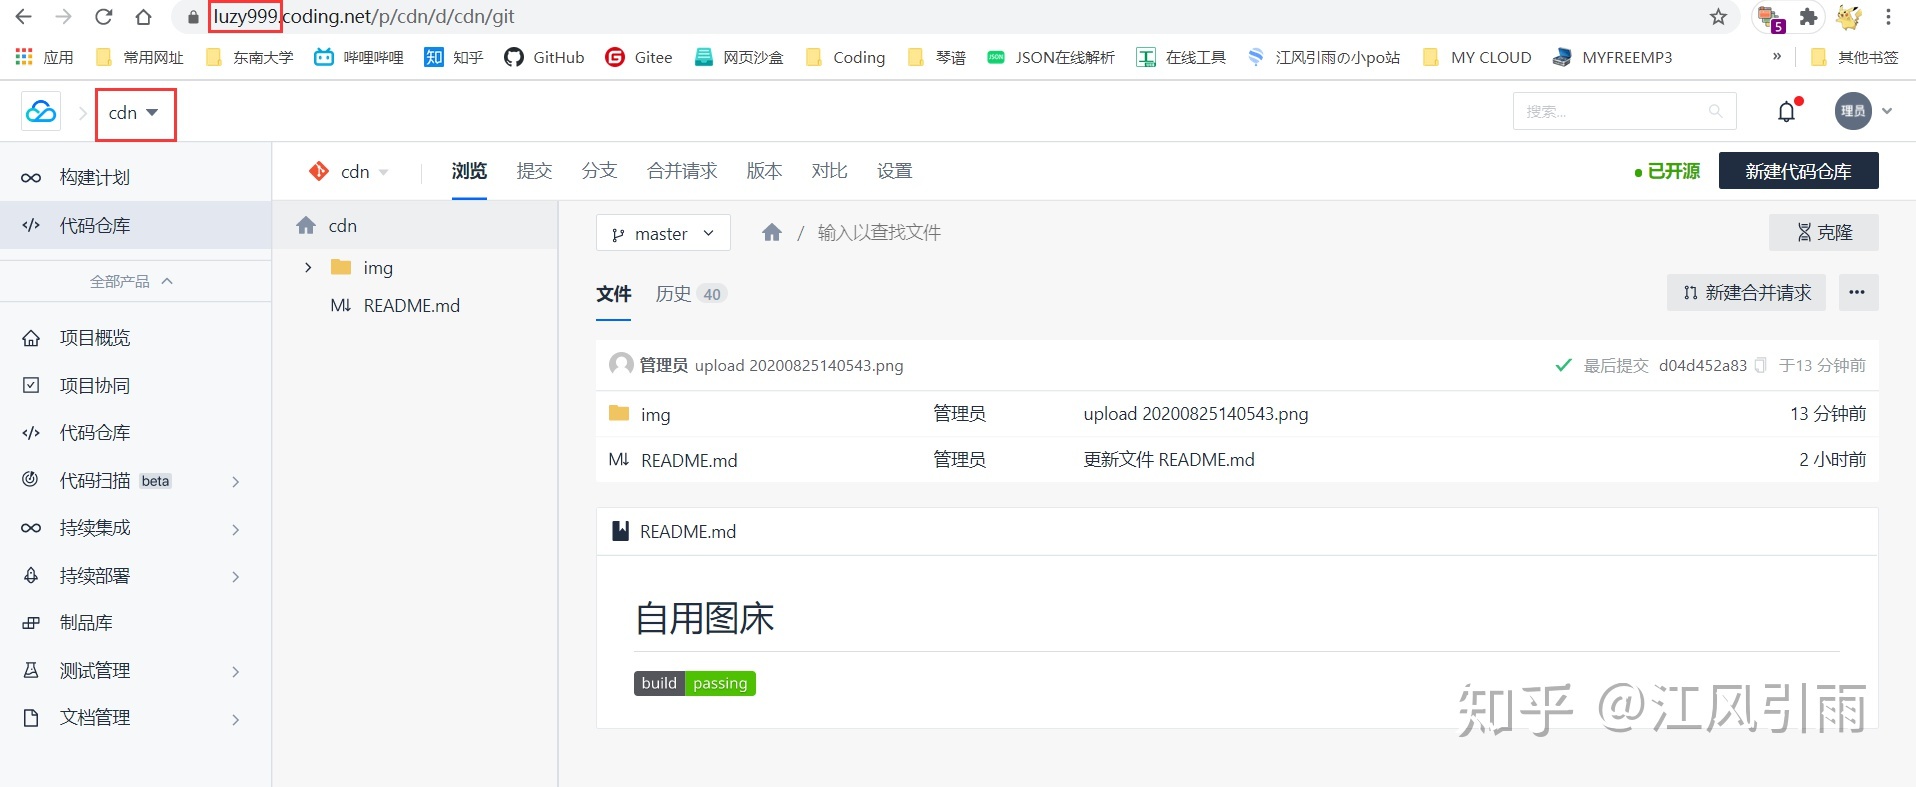 luzy999.coding.net/p/cdn/d/cdn/git
5
应用 常用网址 东南大学 哔哩哔哩 知 知乎 GitHub G Gitee 网页沙盒 Coding 琴谱 JSON JSON在线解析 工 在线工具 江风引雨の小po站 MY CLOUD MYFREEMP3 » 其他书签
cdn 搜索... 理员
构建计划
代码仓库
全部产品
项目概览
项目协同
代码仓库
代码扫描 beta
持续集成
持续部署
制品库
测试管理
文档管理
cdn 浏览 提交 分支 合并请求 版本 对比 设置 已开源 新建代码仓库
cdn
img
README.md
master / 输入以查找文件 克隆
文件 历史 40 新建合并请求 ···
管理员 upload 20200825140543.png 最后提交 d04d452a83 于13 分钟前
img 管理员 upload 20200825140543.png 13 分钟前
README.md 管理员 更新文件 README.md 2 小时前
README.md
自用图床
build passing
知乎 @江风引雨